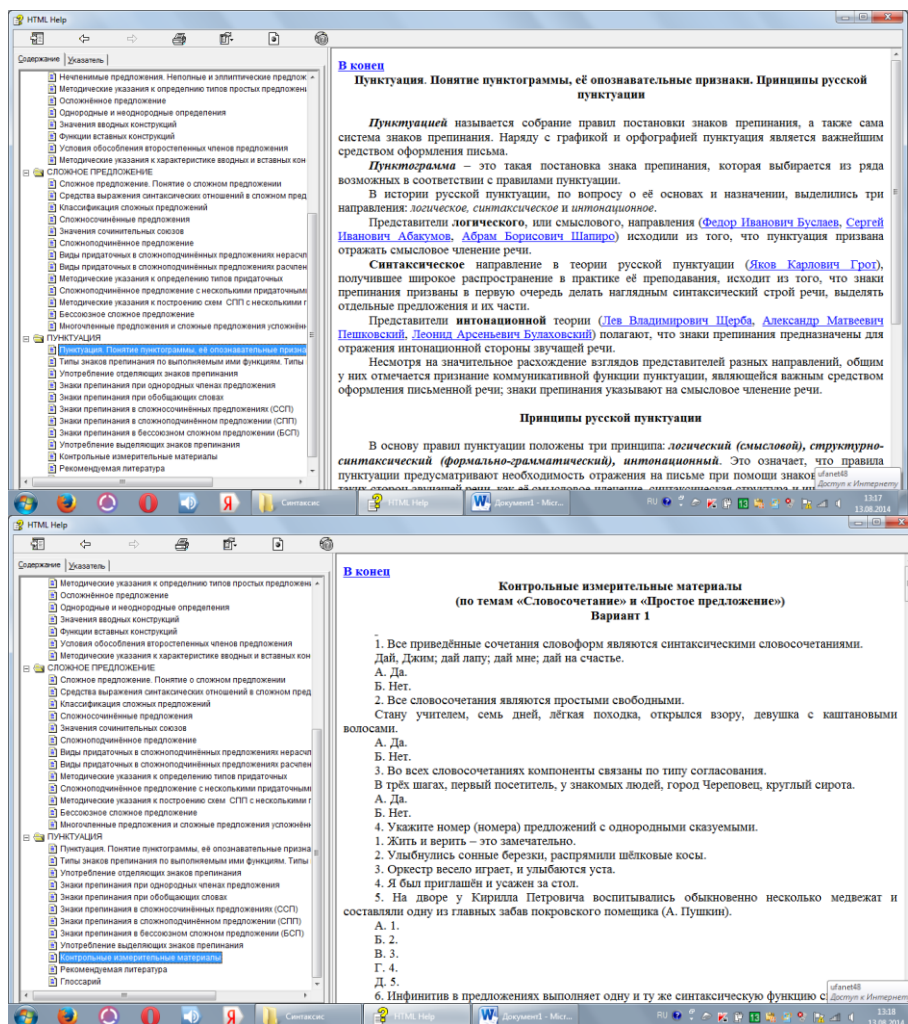 HTML Help
Содержание Указатель
Нечленимые предложения. Неполные и эллиптические предлож
Методические указания к определению типов простых предложен
Осложнённое предложение
Однородные и неоднородные определения
Значения вводных конструкций
Функции вставных конструкций
Условия обособления второстепенных членов предложения
Методические указания к характеристике вводных и вставных кон
СЛОЖНОЕ ПРЕДЛОЖЕНИЕ
Сложное предложение. Понятие о сложном предложении
Средства выражения синтаксических отношений в сложном пред
Классификация сложных предложений
Сложносочинённые предложения
Значения сочинительных союзов
Сложноподчинённое предложение
Виды придаточных в сложноподчинённых предложениях нерасчл
Виды придаточных в сложноподчинённых предложениях расчлен
Методические указания к определению типов придаточных
Сложноподчинённое предложение с несколькими придаточными
Методические указания к построению схем СПП с несколькими г
Бессоюзное сложное предложение
Многочленные предложения и сложные предложения усложнённ
ПУНКТУАЦИЯ
Пунктуация. Понятие пунктограммы, её опознавательные призна
Типы знаков препинания по выполняемым ими функциям. Типы
Употребление отделяющих знаков препинания
Знаки препинания при однородных членах предложения
Знаки препинания при обобщающих словах
Знаки препинания в сложносочинённых предложениях (ССП)
Знаки препинания в сложноподчинённом предложении (СПП)
Знаки препинания в бессоюзном сложном предложении (БСП)
Употребление выделяющих знаков препинания
Контрольные измерительные материалы
Рекомендуемая литература
В конец
Пунктуация. Понятие пунктограммы, её опознавательные признаки. Принципы русской
пунктуации
Пунктуацией называется собрание правил постановки знаков препинания, а также сама
система знаков препинания. Наряду с графикой и орфографией пунктуация является важнейшим
средством оформления письма.
Пунктограмма – это такая постановка знака препинания, которая выбирается из ряда
возможных в соответствии с правилами пунктуации.
В истории русской пунктуации, по вопросу о её основах и назначении, выделились три
направления: логическое, синтаксическое и интонационное.
Представители логического, или смыслового, направления (Федор Иванович Буслаев, Сергей
Иванович Абакумов, Абрам Борисович Шапиро) исходили из того, что пунктуация призвана
отражать смысловое членение речи.
Синтаксическое направление в теории русской пунктуации (Яков Карлович Грот),
получившее широкое распространение в практике её преподавания, исходит из того, что знаки
препинания призваны в первую очередь делать наглядным синтаксический строй речи, выделять
отдельные предложения и их части.
Представители интонационной теории (Лев Владимирович Щерба, Александр Матвеевич
Пешковский, Леонид Арсеньевич Булаховский) полагают, что знаки препинания предназначены для
отражения интонационной стороны звучащей речи.
Несмотря на значительное расхождение взглядов представителей разных направлений, общим
у них отмечается признание коммуникативной функции пунктуации, являющейся важным средством
оформления письменной речи; знаки препинания указывают на смысловое членение речи.
Принципы русской пунктуации
В основу правил пунктуации положены три принципа: логический (смысловой), структурно-
синтаксический (формально-грамматический), интонационный. Это означает, что правила
пунктуации предусматривают необходимость отражения на письме при помощи знаков
ufanet48
Доступ к Интернету
Синтаксис
HTML Help
Документ1 - Micr...
RU
13:17
13.08.2014
HTML Help
Содержание Указатель
Методические указания к определению типов простых предложен
Осложнённое предложение
Однородные и неоднородные определения
Значения вводных конструкций
Функции вставных конструкций
Условия обособления второстепенных членов предложения
Методические указания к характеристике вводных и вставных кон
СЛОЖНОЕ ПРЕДЛОЖЕНИЕ
Сложное предложение. Понятие о сложном предложении
Средства выражения синтаксических отношений в сложном пред
Классификация сложных предложений
Сложносочинённые предложения
Значения сочинительных союзов
Сложноподчинённое предложение
Виды придаточных в сложноподчинённых предложениях нерасчл
Виды придаточных в сложноподчинённых предложениях расчлен
Методические указания к определению типов придаточных
Сложноподчинённое предложение с несколькими придаточными
Методические указания к построению схем СПП с несколькими г
Бессоюзное сложное предложение
Многочленные предложения и сложные предложения усложнённ
ПУНКТУАЦИЯ
Пунктуация. Понятие пунктограммы, её опознавательные призна
Типы знаков препинания по выполняемым ими функциям. Типы
Употребление отделяющих знаков препинания
Знаки препинания при однородных членах предложения
Знаки препинания при обобщающих словах
Знаки препинания в сложносочинённых предложениях (ССП)
Знаки препинания в сложноподчинённом предложении (СПП)
Знаки препинания в бессоюзном сложном предложении (БСП)
Употребление выделяющих знаков препинания
Контрольные измерительные материалы
Рекомендуемая литература
Глоссарий
В конец
Контрольные измерительные материалы
(по темам «Словосочетание» и «Простое предложение»)
Вариант 1
1. Все приведённые сочетания словоформ являются синтаксическими словосочетаниями.
Дай, Джим; дай лапу; дай мне; дай на счастье.
А. Да.
Б. Нет.
2. Все словосочетания являются простыми свободными.
Стану учителем, семь дней, лёгкая походка, открылся взору, девушка с каштановыми
волосами.
А. Да.
Б. Нет.
3. Во всех словосочетаниях компоненты связаны по типу согласования.
В трёх шагах, первый посетитель, у знакомых людей, город Череповец, круглый сирота.
А. Да.
Б. Нет.
4. Укажите номер (номера) предложений с однородными сказуемыми.
1. Жить и верить – это замечательно.
2. Улыбнулись сонные березки, распрямили шёлковые косы.
3. Оркестр весело играет, и улыбаются уста.
4. Я был приглашён и усажен за стол.
5. На дворе у Кирилла Петровича воспитывались обыкновенно несколько медвежат и
составляли одну из главных забав покровского помещика (А. Пушкин).
А. 1.
Б. 2.
В. 3.
Г. 4.
Д. 5.
6. Инфинитив в предложениях выполняет одну и ту же синтаксическую функцию
ufanet48
Доступ к Интернету
Синтаксис
HTML Help
Документ1 - Micr...
RU
13:18
13.08.2014